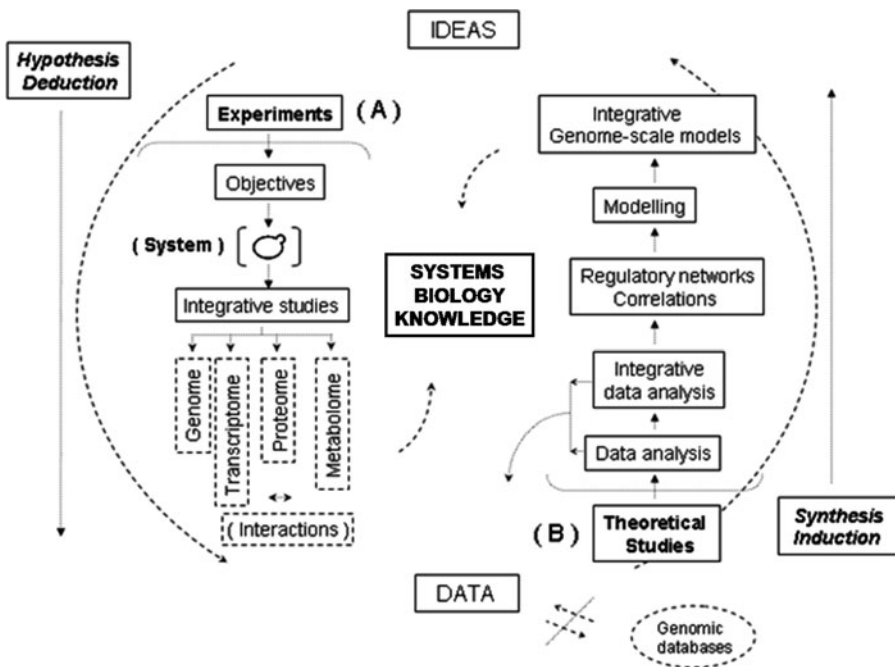 IDEAS
Hypothesis
Deduction
Experiments
(A)
Objectives
(System)
Integrative studies
Genome
Transcriptome
Proteome
Metabolome
(Interactions)
SYSTEMS
BIOLOGY
KNOWLEDGE
Integrative
Genome-scale models
Modelling
Regulatory networks
Correlations
Integrative
data analysis
Data analysis
(B)
Theoretical
Studies
Synthesis
Induction
DATA
Genomic
databases